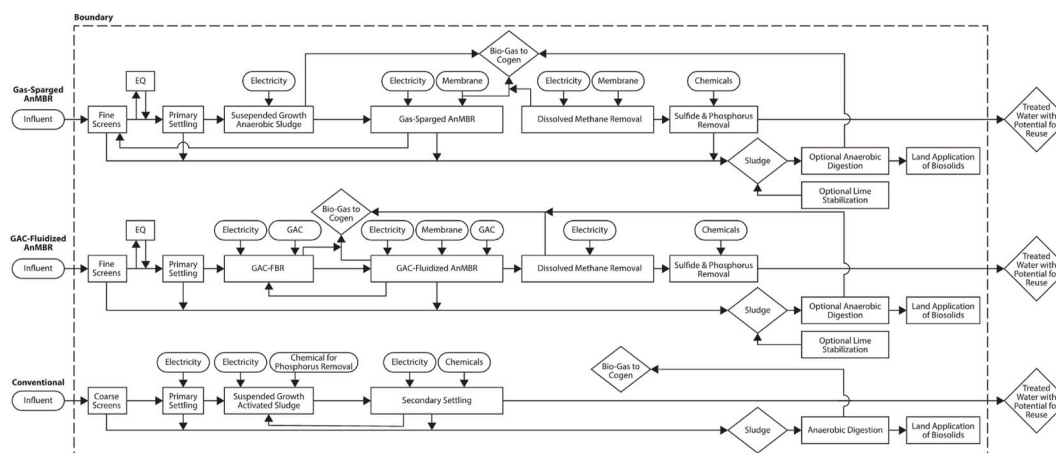 Boundary
Gas-Sparged
AnMBR
Influent
Fine
Screens
EQ
Primary
Settling
Electricity
Susepended Growth
Anaerobic Sludge
Bio-Gas to
Cogen
Electricity
Membrane
Gas-Sparged AnMBR
Electricity
Membrane
Dissolved Methane Removal
Chemicals
Sulfide & Phosphorus
Removal
Treated
Water with
Potential for
Reuse
Sludge
Optional Anaerobic
Digestion
Land Application
of Biosolids
Optional Lime
Stabilization
GAC-Fluidized
AnMBR
Influent
Fine
Screens
EQ
Primary
Settling
Electricity
GAC
GAC-FBR
Bio-Gas to
Cogen
Electricity
Membrane
GAC
GAC-Fluidized AnMBR
Electricity
Dissolved Methane Removal
Chemicals
Sulfide & Phosphorus
Removal
Treated
Water with
Potential for
Reuse
Sludge
Optional Anaerobic
Digestion
Land Application
of Biosolids
Optional Lime
Stabilization
Conventional
Influent
Coarse
Screens
Electricity
Primary
Settling
Electricity
Chemical for
Phosphorus Removal
Suspended Growth
Activated Sludge
Electricity
Chemicals
Secondary Settling
Bio-Gas to
Cogen
Treated
Water with
Potential for
Reuse
Sludge
Anaerobic Digestion
Land Application
of Biosolids